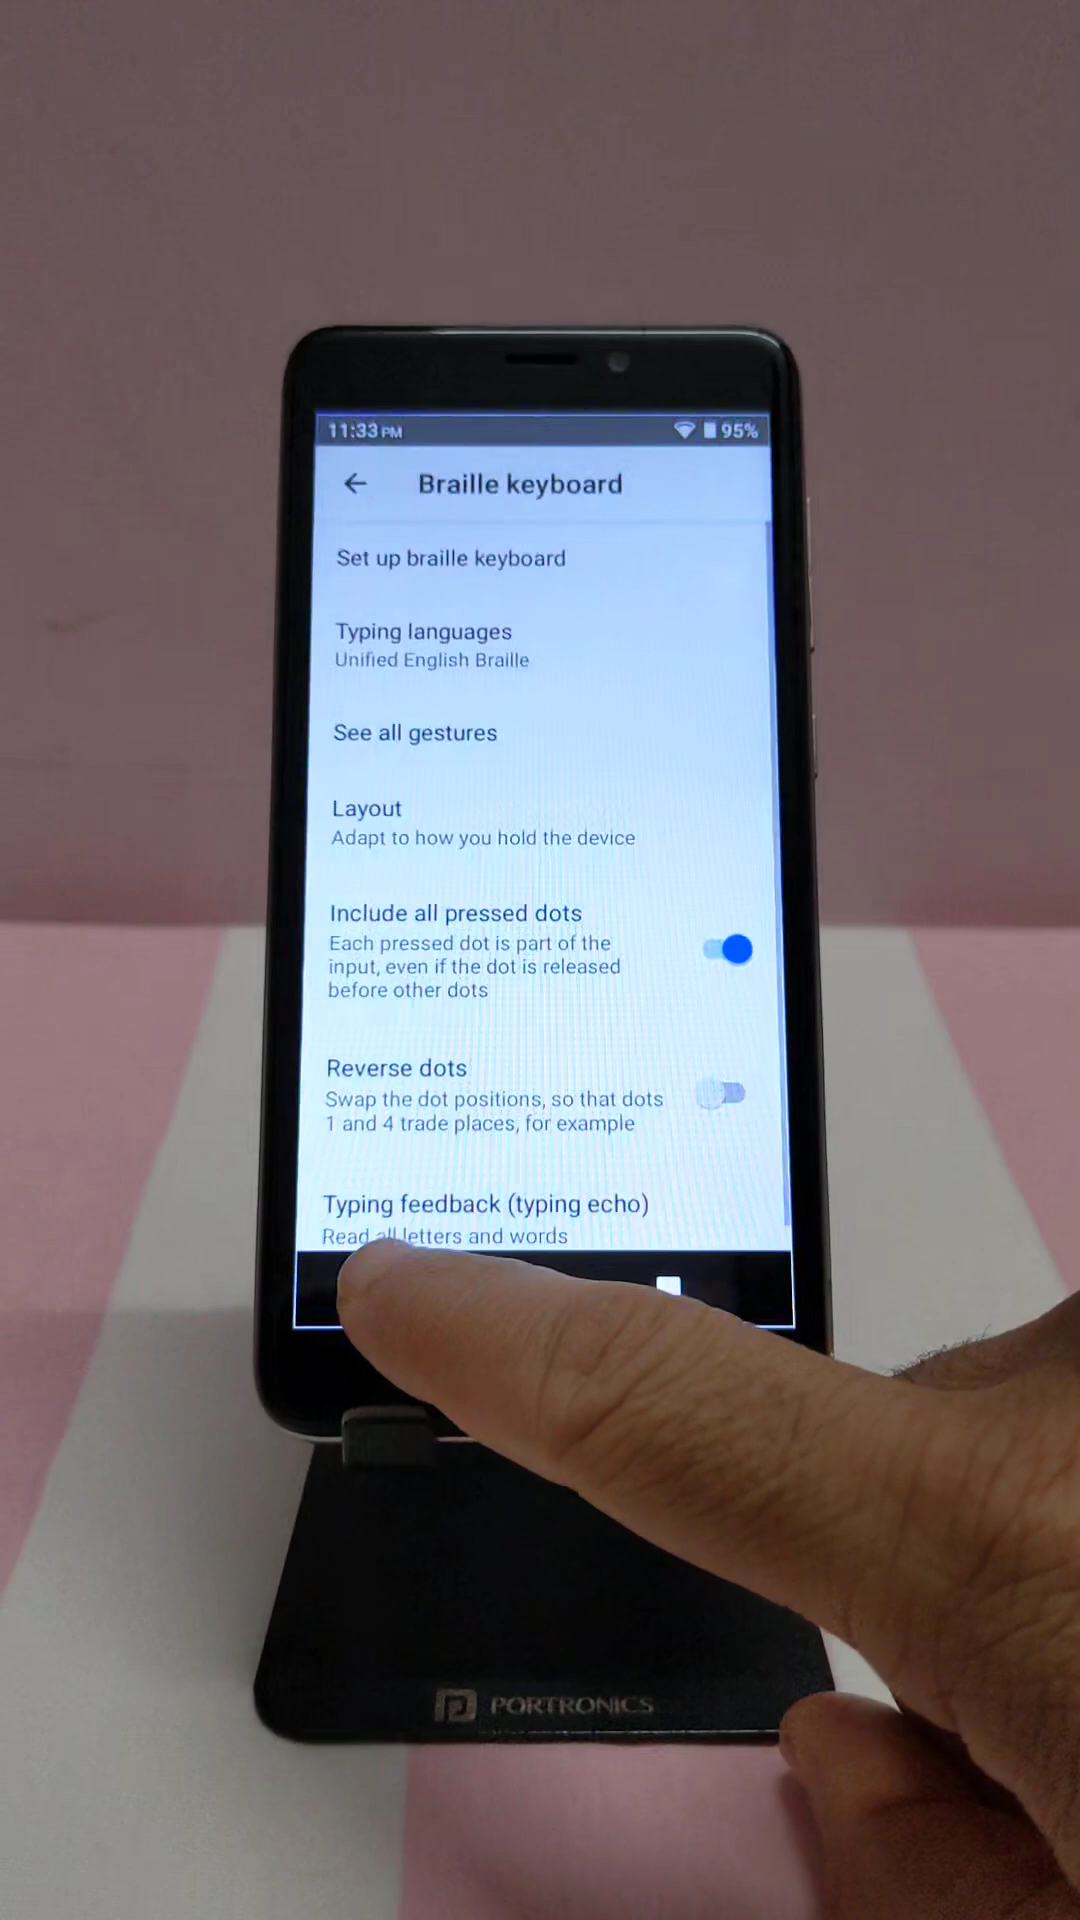 11:33 PM 95%
Braille keyboard
Set up braille keyboard
Typing languages
Unified English Braille
See all gestures
Layout
Adapt to how you hold the device
Include all pressed dots
Each pressed dot is part of the
input, even if the dot is released
before other dots
Reverse dots
Swap the dot positions, so that dots
1 and 4 trade places, for example
Typing feedback (typing echo)
Read all letters and words
PORTRONICS